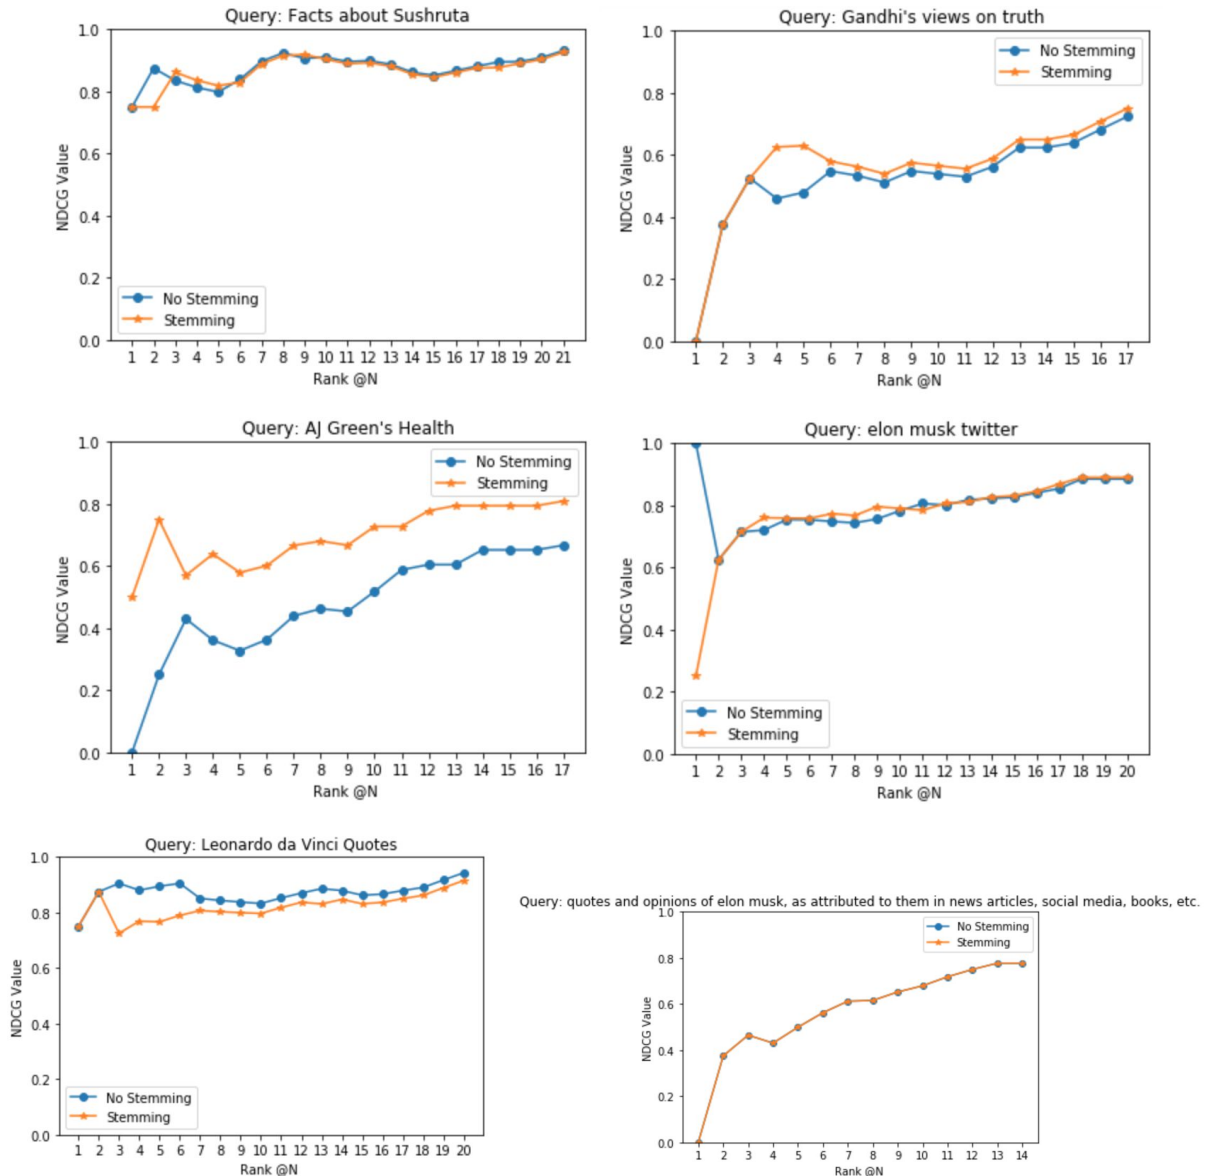 Query: Facts about Sushruta
1.0
0.8
0.6
0.4
0.2
0.0
NDCG Value
No Stemming
Stemming
1 2 3 4 5 6 7 8 9 10 11 12 13 14 15 16 17 18 19 20 21
Rank @N
Query: Gandhi's views on truth
1.0
0.8
0.6
0.4
0.2
0.0
NDCG Value
No Stemming
Stemming
1 2 3 4 5 6 7 8 9 10 11 12 13 14 15 16 17
Rank @N
Query: AJ Green's Health
1.0
0.8
0.6
0.4
0.2
0.0
NDCG Value
No Stemming
Stemming
1 2 3 4 5 6 7 8 9 10 11 12 13 14 15 16 17
Rank @N
Query: elon musk twitter
1.0
0.8
0.6
0.4
0.2
0.0
NDCG Value
No Stemming
Stemming
1 2 3 4 5 6 7 8 9 10 11 12 13 14 15 16 17 18 19 20
Rank @N
Query: Leonardo da Vinci Quotes
1.0
0.8
0.6
0.4
0.2
0.0
NDCG Value
No Stemming
Stemming
1 2 3 4 5 6 7 8 9 10 11 12 13 14 15 16 17 18 19 20
Rank @N
Query: quotes and opinions of elon musk, as attributed to them in news articles, social media, books, etc.
1.0
0.8
0.6
0.4
0.2
0.0
NDCG Value
No Stemming
Stemming
1 2 3 4 5 6 7 8 9 10 11 12 13 14
Rank @N